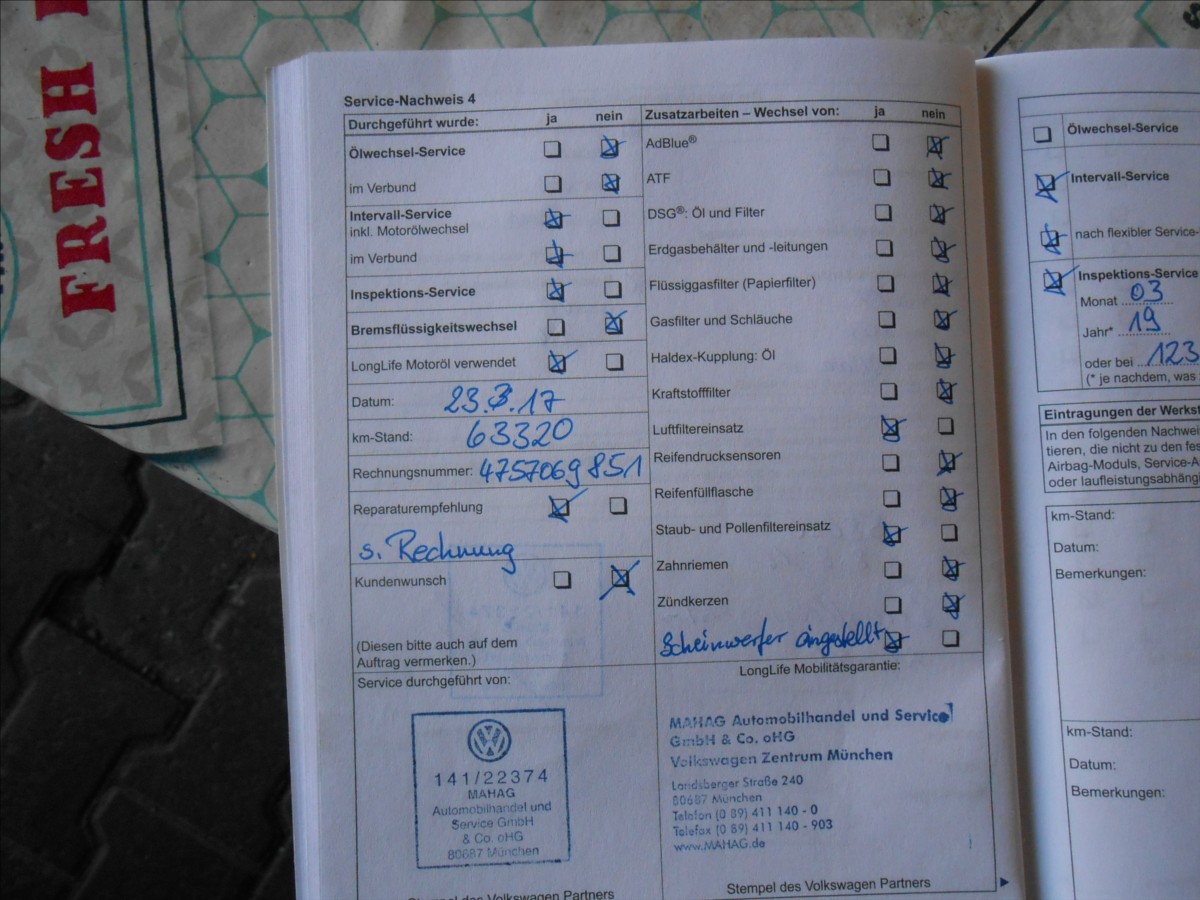 FRESH
Service-Nachweis 4
Durchgeführt wurde: ja nein
Ölwechsel-Service
im Verbund
Intervall-Service
inkl. Motorölwechsel
im Verbund
Inspektions-Service
Bremsflüssigkeitswechsel
LongLife Motoröl verwendet
Datum: 23.3.17
km-Stand: 63320
Rechnungsnummer: 4757069851
Reparaturempfehlung
s. Rechnung
Kundenwunsch
(Diesen bitte auch auf dem
Auftrag vermerken.)
Service durchgeführt von:
141/22374
MAHAG
Automobilhandel und
Service GmbH
& Co. oHG
80687 München
Stempel des Volkswagen Partners
Zusatzarbeiten – Wechsel von: ja nein
AdBlue®
ATF
DSG®: Öl und Filter
Erdgasbehälter und -leitungen
Flüssiggasfilter (Papierfilter)
Gasfilter und Schläuche
Haldex-Kupplung: Öl
Kraftstofffilter
Luftfiltereinsatz
Reifendrucksensoren
Reifenfüllflasche
Staub- und Pollenfiltereinsatz
Zahnriemen
Zündkerzen
Scheinwerfer eingestellt
LongLife Mobilitätsgarantie:
MAHAG Automobilhandel und Service
GmbH & Co. oHG
Volkswagen Zentrum München
Landsberger Straße 240
80687 München
Telefon (0 89) 411 140 - 0
Telefax (0 89) 411 140 - 903
www.MAHAG.de
Stempel des Volkswagen Partners
Ölwechsel-Service
Intervall-Service
nach flexibler Service-
Inspektions-Service
Monat 03
Jahr* 19
oder bei 123
(* je nachdem, was
Eintragungen der Werkst
In den folgenden Nachwei
tieren, die nicht zu den fes
Airbag-Moduls, Service-A
oder laufleistungsabhäng
km-Stand:
Datum:
Bemerkungen:
km-Stand:
Datum:
Bemerkungen: